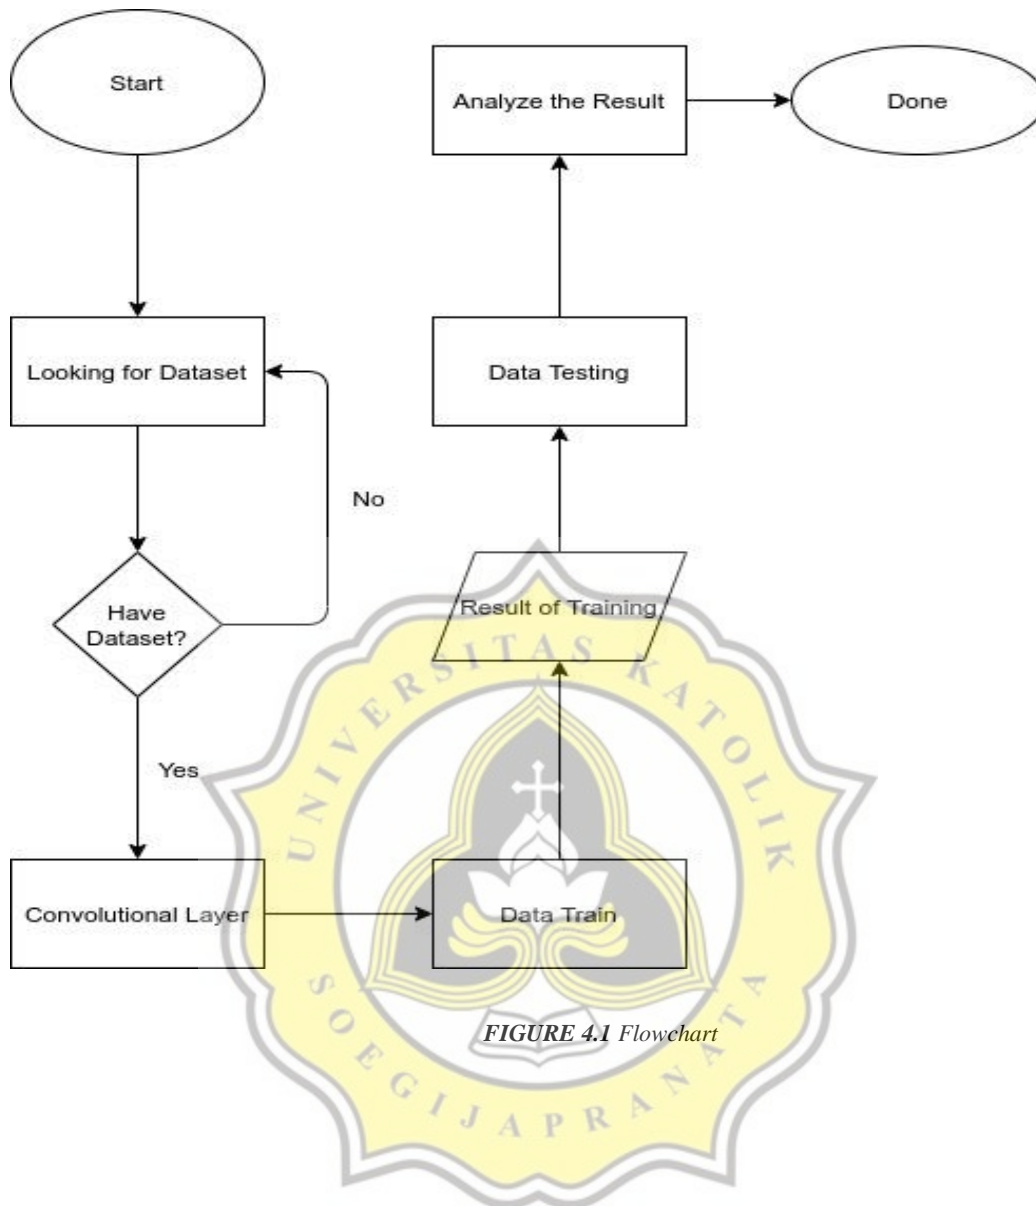 Start
Looking for Dataset
No
Have
Dataset?
Yes
Convolutional Layer
Data Train
Result of Training
Data Testing
Analyze the Result
Done
UNIVERSITAS KATOLIK
SOEGIJAPRANATA
FIGURE 4.1 Flowchart